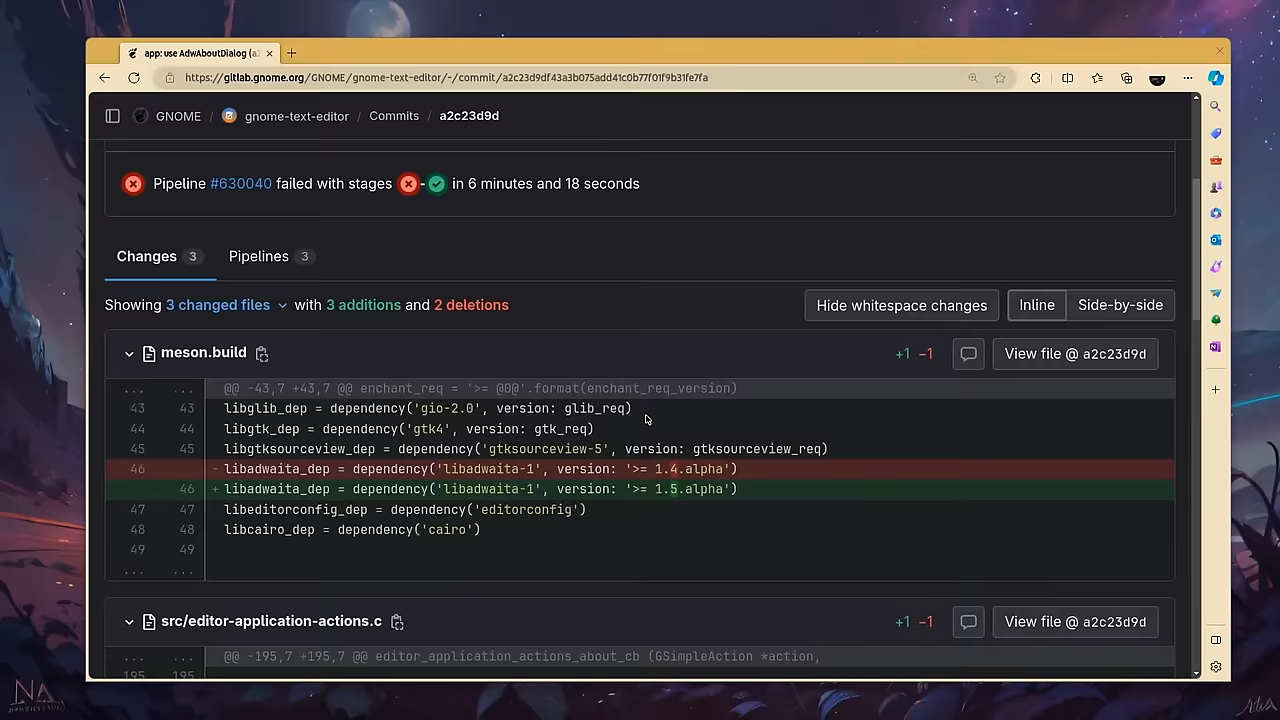 app: use AdwAboutDialog (a2
https://gitlab.gnome.org/GNOME/gnome-text-editor/-/commit/a2c23d9df43a3b075add41c0b77f01f9b31fe7fa
GNOME / gnome-text-editor / Commits / a2c23d9d
Pipeline #630040 failed with stages - in 6 minutes and 18 seconds
Changes 3 Pipelines 3
Showing 3 changed files with 3 additions and 2 deletions
Hide whitespace changes Inline Side-by-side
meson.build +1 −1 View file @ a2c23d9d
... ... @@ -43,7 +43,7 @@ enchant_req = '>= @0@'.format(enchant_req_version)
43 43 libglib_dep = dependency('gio-2.0', version: glib_req)
44 44 libgtk_dep = dependency('gtk4', version: gtk_req)
45 45 libgtksourceview_dep = dependency('gtksourceview-5', version: gtksourceview_req)
46 - libadwaita_dep = dependency('libadwaita-1', version: '>= 1.4.alpha')
46 + libadwaita_dep = dependency('libadwaita-1', version: '>= 1.5.alpha')
47 47 libeditorconfig_dep = dependency('editorconfig')
48 48 libcairo_dep = dependency('cairo')
49 49
... ...
src/editor-application-actions.c +1 −1 View file @ a2c23d9d
... ... @@ -195,7 +195,7 @@ editor_application_actions_about_cb (GSimpleAction *action,
195 195
NA